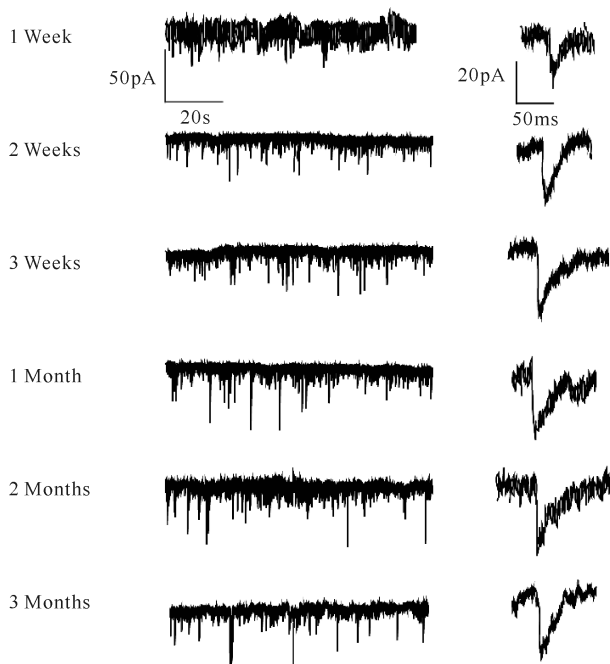 1 Week
50pA
20s
20pA
50ms
2 Weeks
3 Weeks
1 Month
2 Months
3 Months